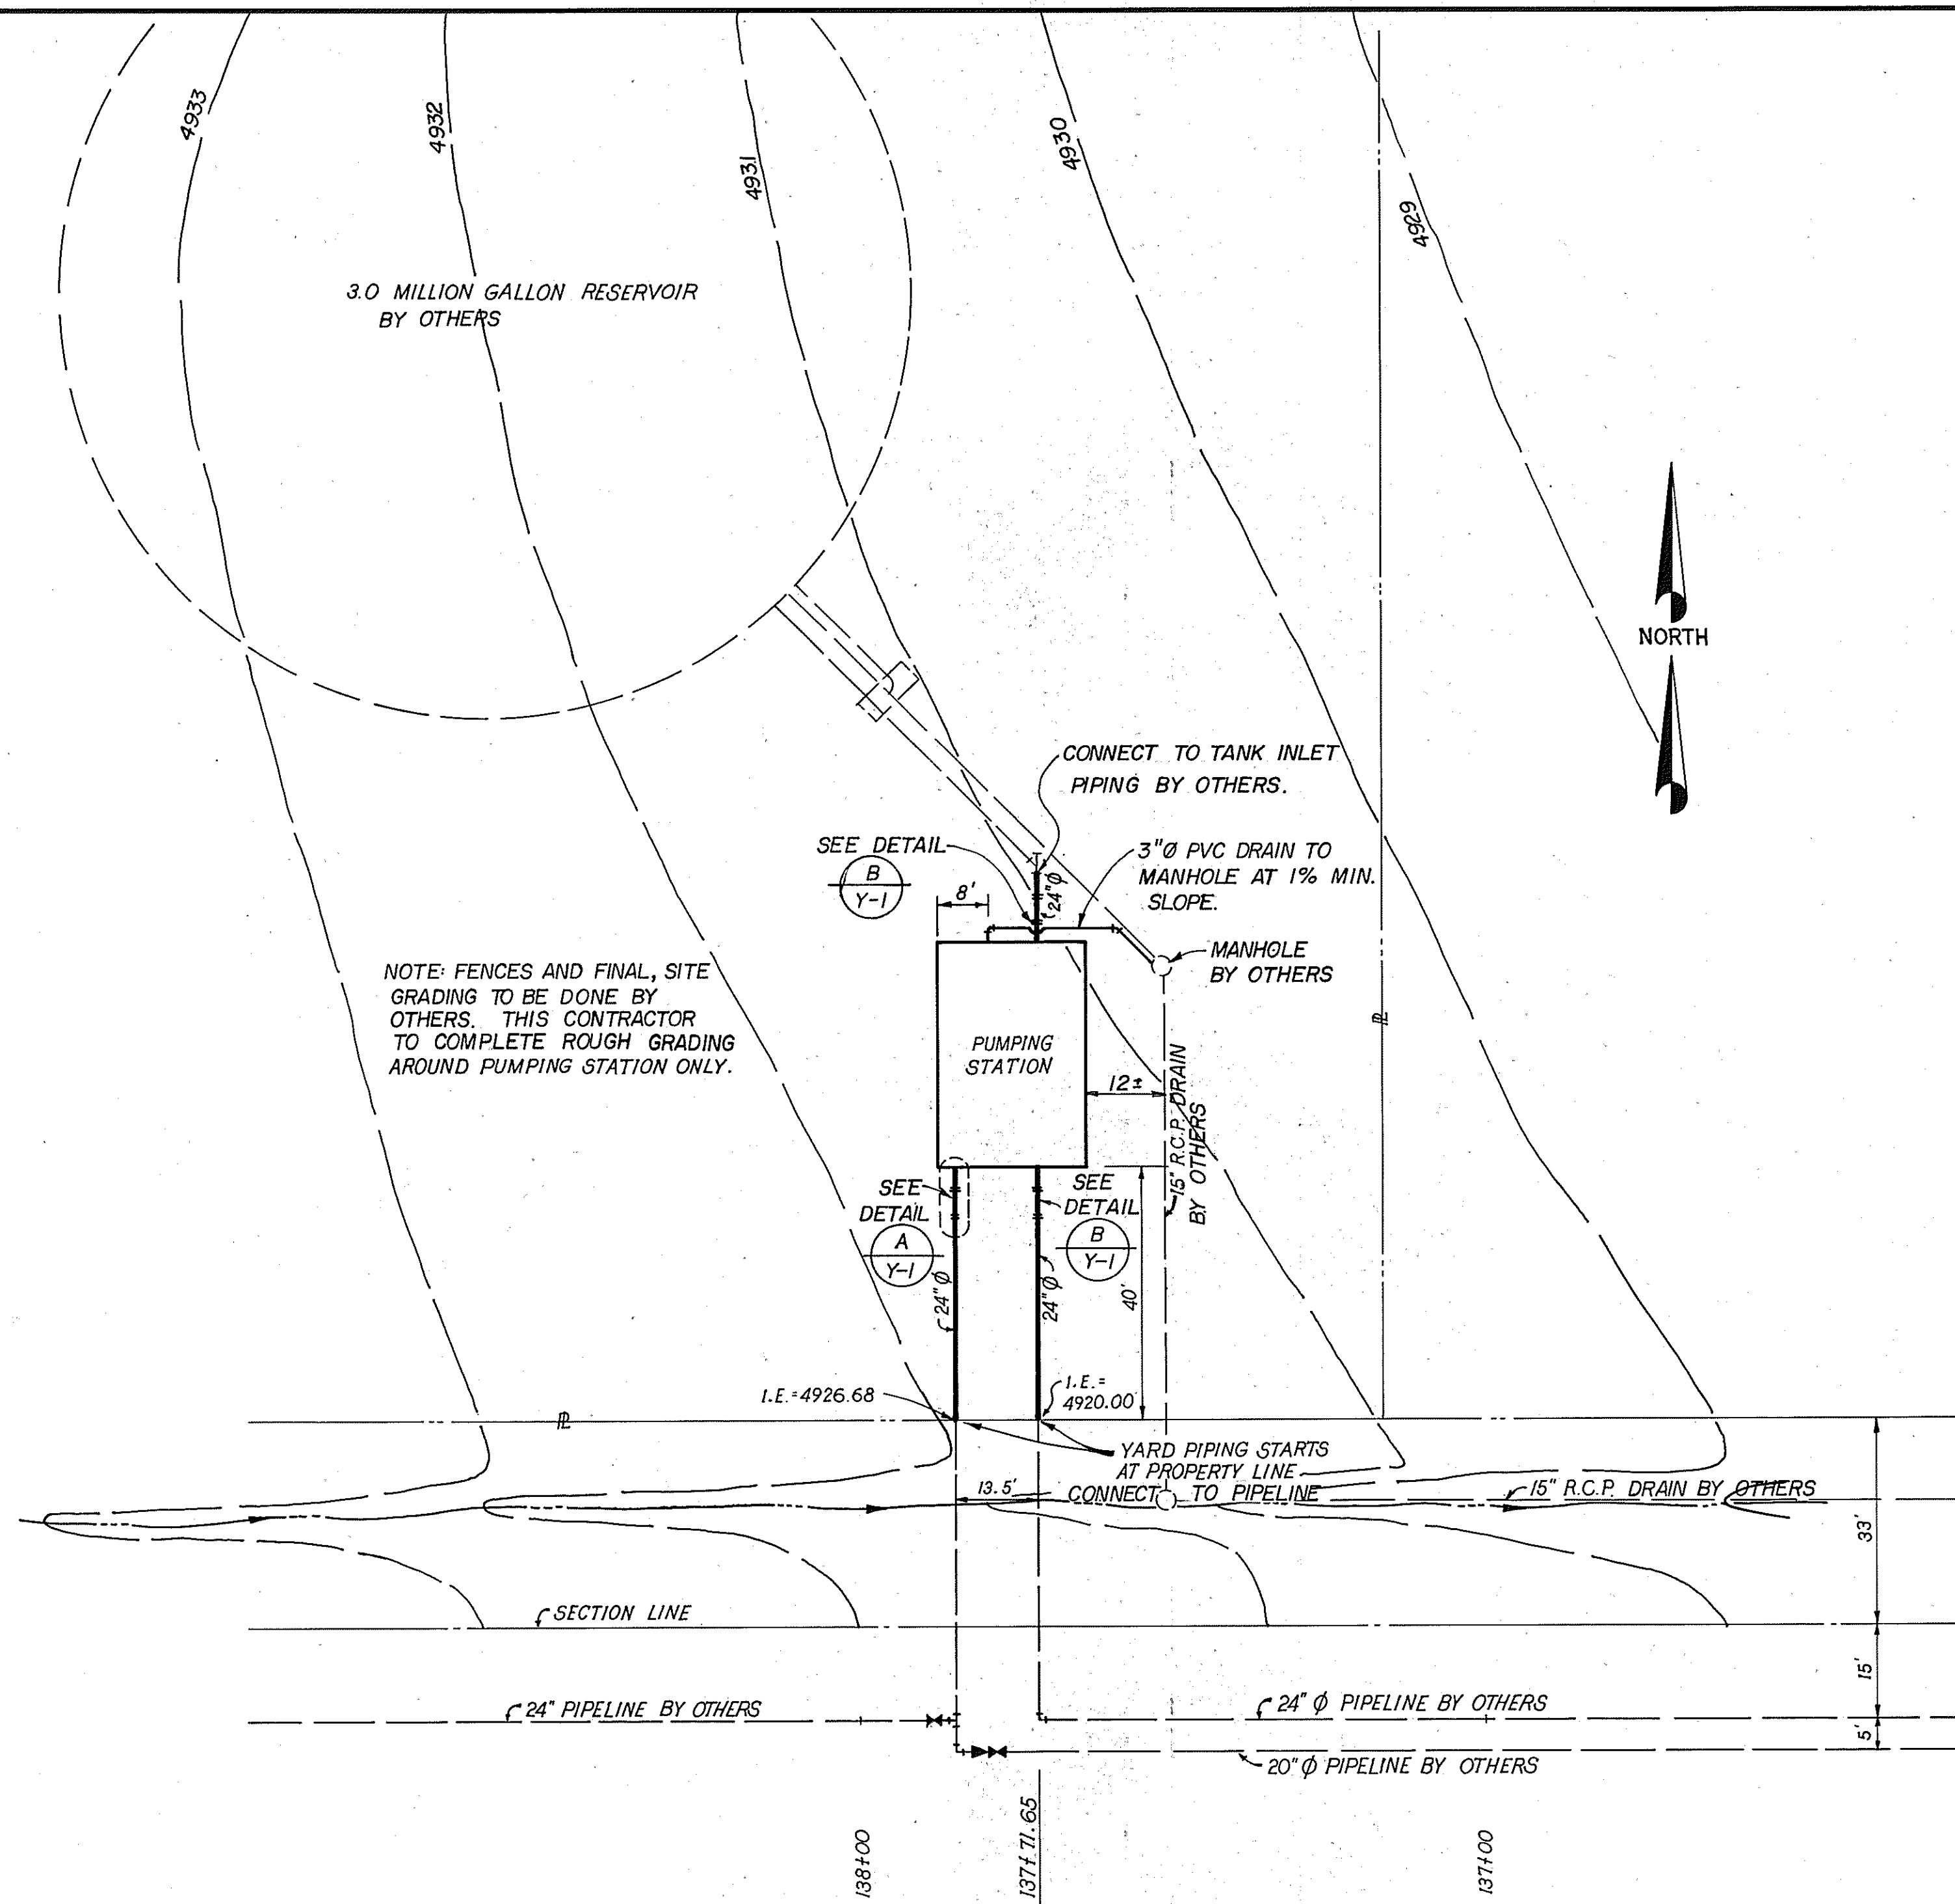 4933
4932
4931
4930
4929
3.0 MILLION GALLON RESERVOIR
BY OTHERS
NORTH
CONNECT TO TANK INLET
PIPING BY OTHERS.
SEE DETAIL
B
Y-1
8'
24"Ø
3"Ø PVC DRAIN TO
MANHOLE AT 1% MIN.
SLOPE.
MANHOLE
BY OTHERS
NOTE: FENCES AND FINAL, SITE
GRADING TO BE DONE BY
OTHERS. THIS CONTRACTOR
TO COMPLETE ROUGH GRADING
AROUND PUMPING STATION ONLY.
PUMPING
STATION
12±
15" R.C.P. DRAIN
BY OTHERS
PL
SEE
DETAIL
A
Y-1
24" Ø
SEE
DETAIL
B
Y-1
24" Ø
40'
I.E.=4926.68
I.E.=
4920.00
PL
YARD PIPING STARTS
AT PROPERTY LINE
13.5'
CONNECT TO PIPELINE
15" R.C.P. DRAIN BY OTHERS
33'
SECTION LINE
15'
24" PIPELINE BY OTHERS
24" Ø PIPELINE BY OTHERS
5'
20" Ø PIPELINE BY OTHERS
138+00
137+71.65
137+00